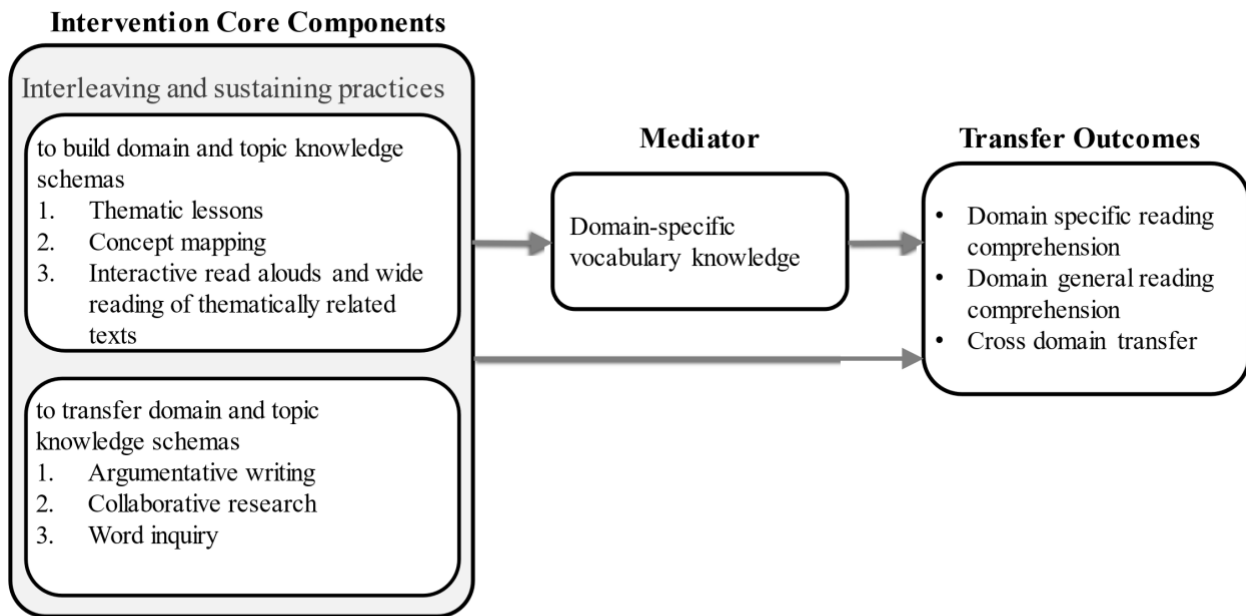 Intervention Core Components
Interleaving and sustaining practices
to build domain and topic knowledge
schemas
1. Thematic lessons
2. Concept mapping
3. Interactive read alouds and wide
reading of thematically related
texts
to transfer domain and topic
knowledge schemas
1. Argumentative writing
2. Collaborative research
3. Word inquiry
Mediator
Domain-specific
vocabulary knowledge
Transfer Outcomes
• Domain specific reading
comprehension
• Domain general reading
comprehension
• Cross domain transfer